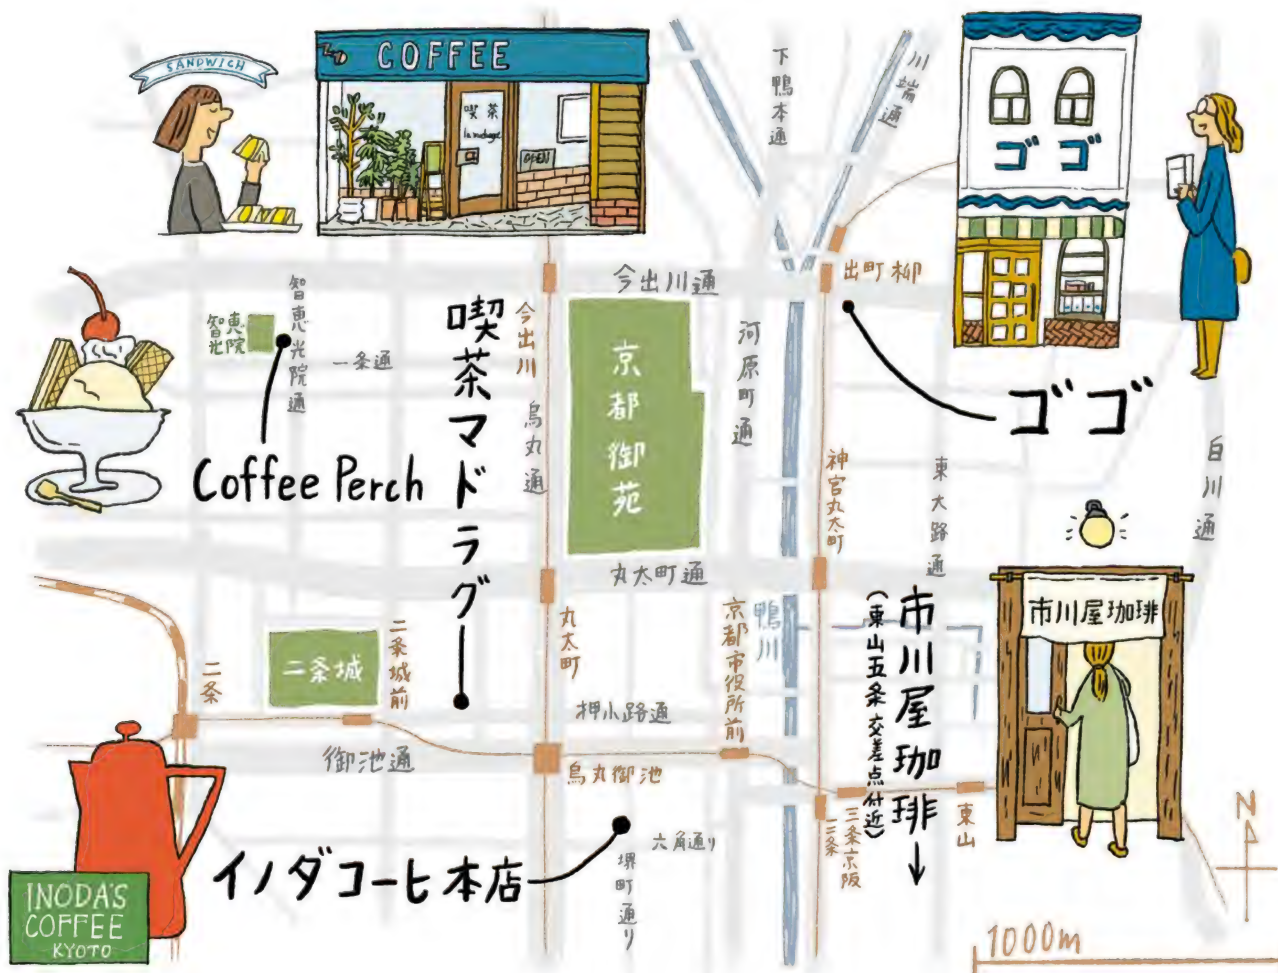 SANDWICH
COFFEE
喫茶
la madrague
OPEN
ゴゴ
下鴨本通
川端通
今出川通
出町柳
智恵光院
智恵光院通
一条通
喫茶マドラグー
今出川
烏丸通
京都御苑
河原町通
ゴゴ
Coffee Perch
神宮丸太町
東大路通
白川通
丸太町通
二条
二条城
二条城前
丸太町
京都市役所前
鴨川
市川屋珈琲
(東山五条交差点付近)
↓
市川屋珈琲
押小路通
御池通
烏丸御池
三条
三条京阪
東山
六角通り
堺町通り
イノダコーヒ本店
INODA'S
COFFEE
KYOTO
N
1000m